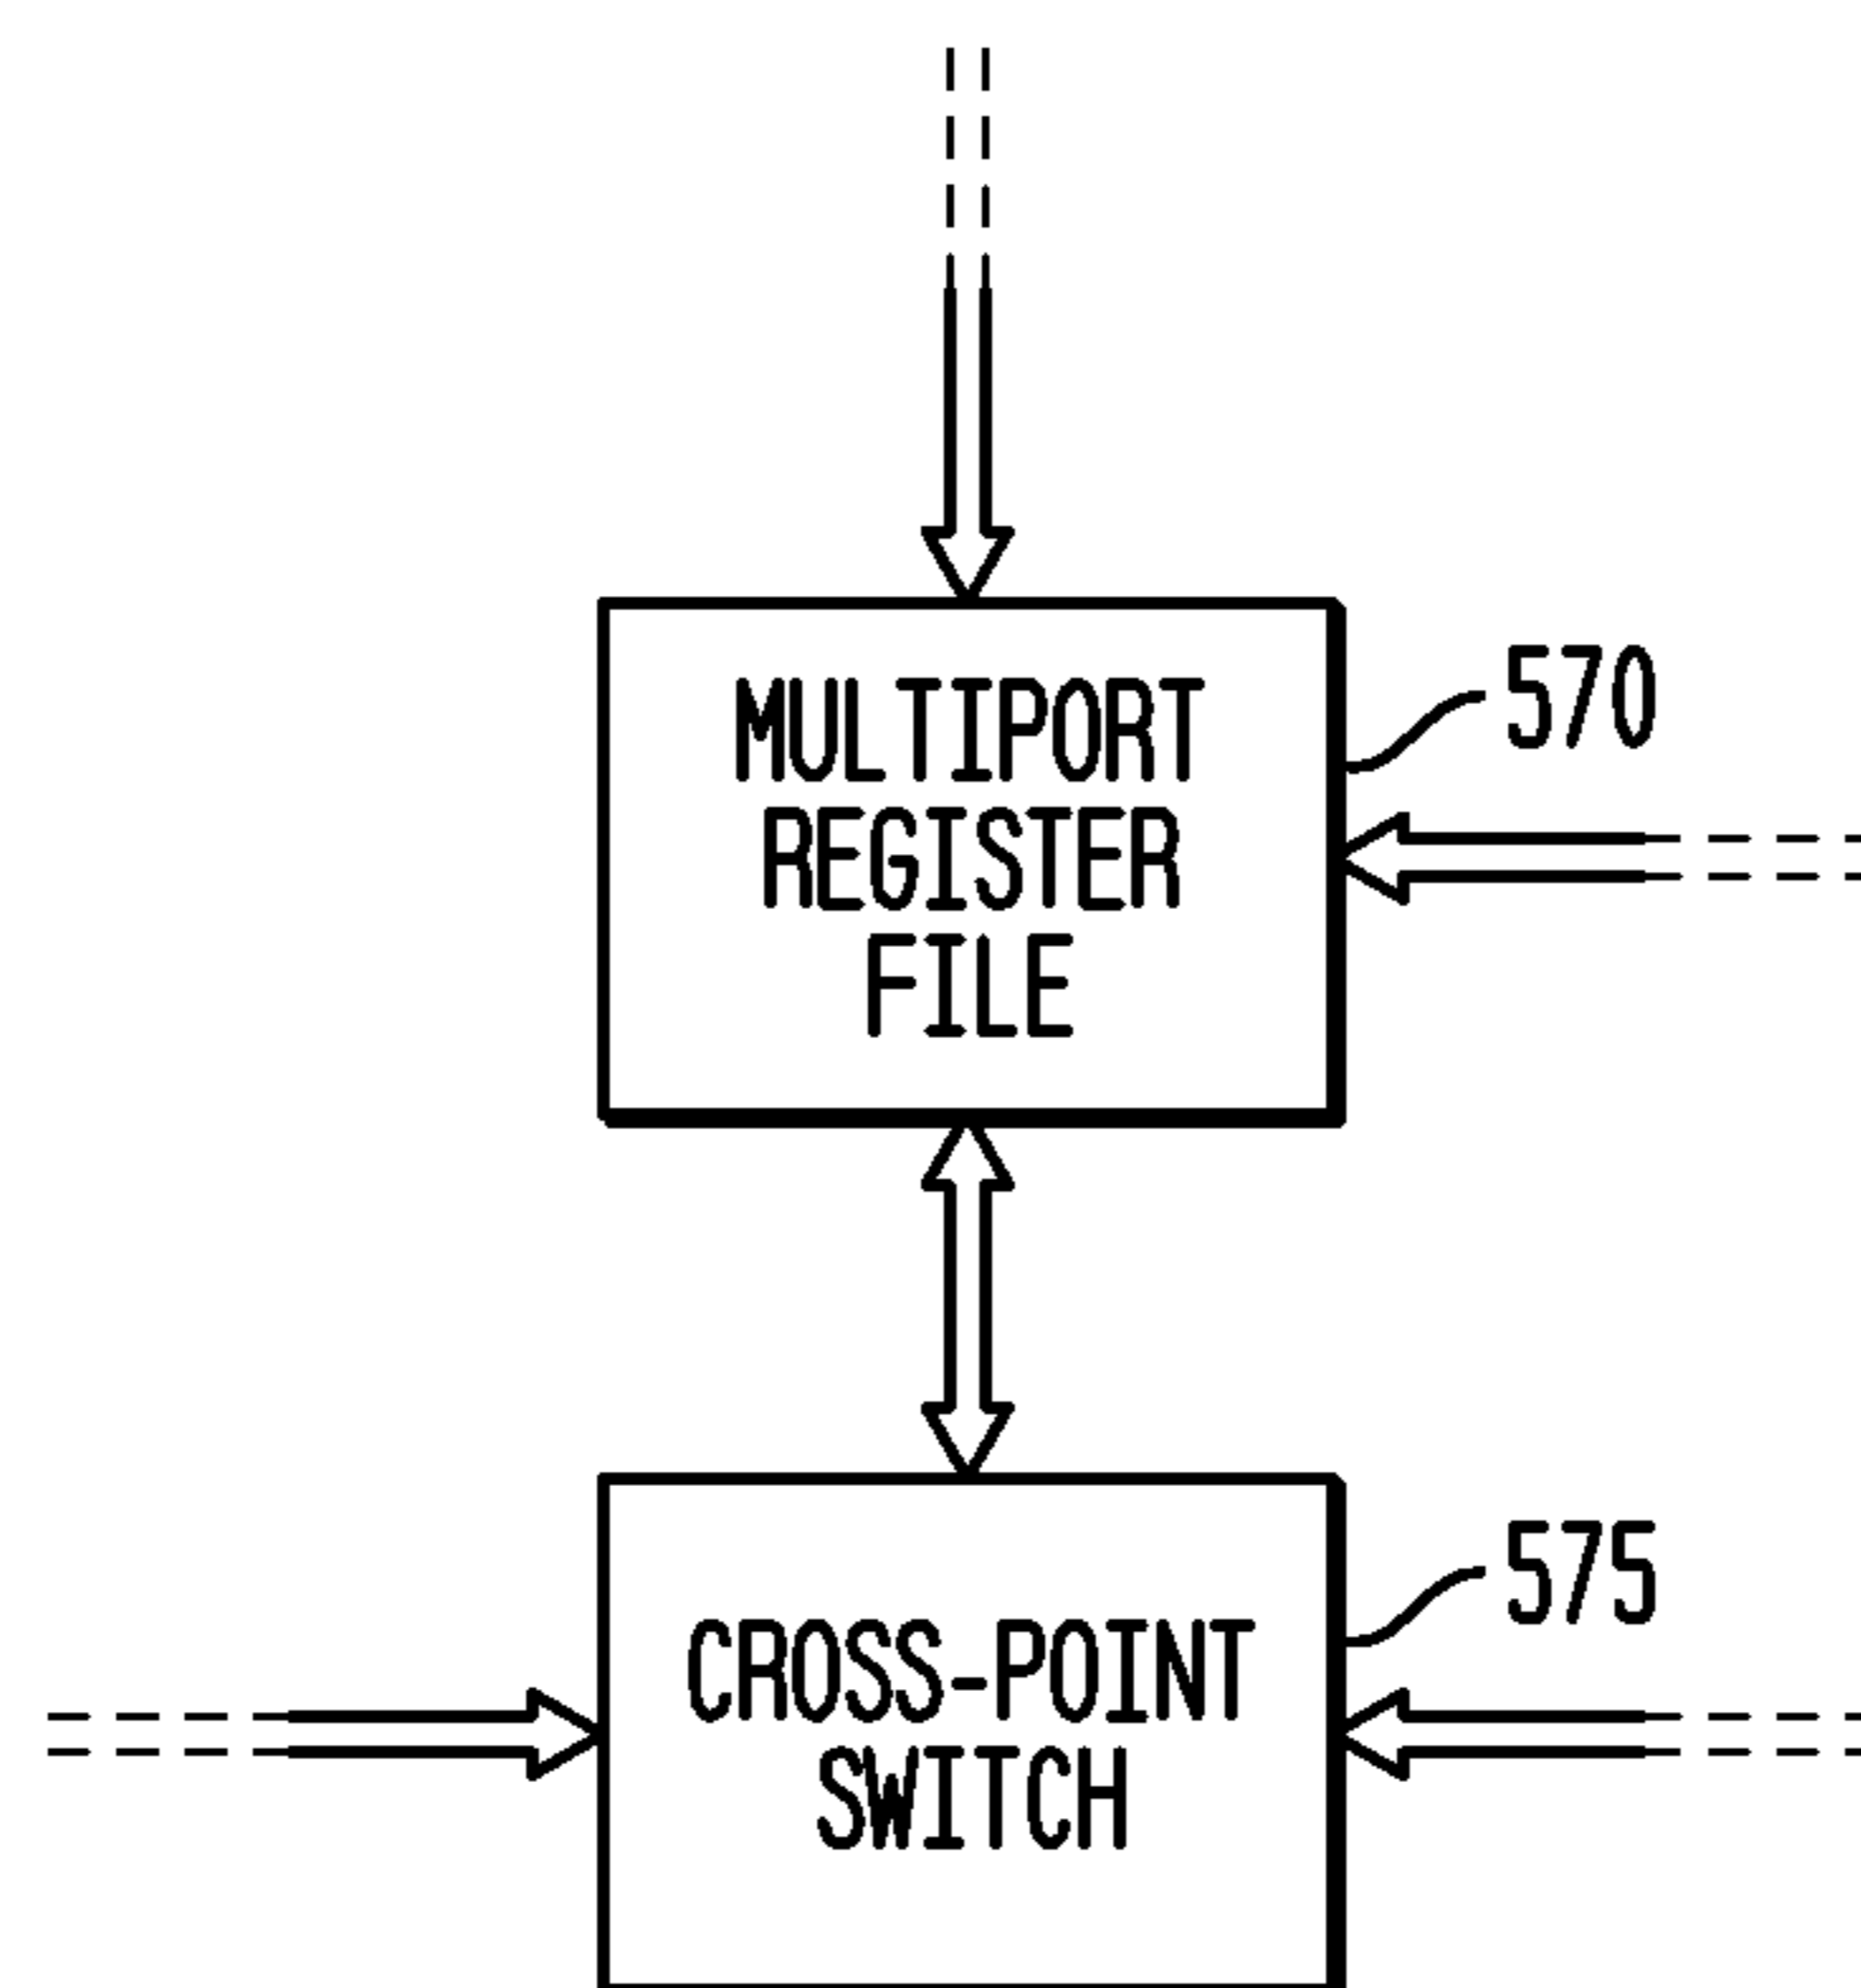 570
MULTIPORT
REGISTER
FILE
575
CROSS-POINT
SWITCH